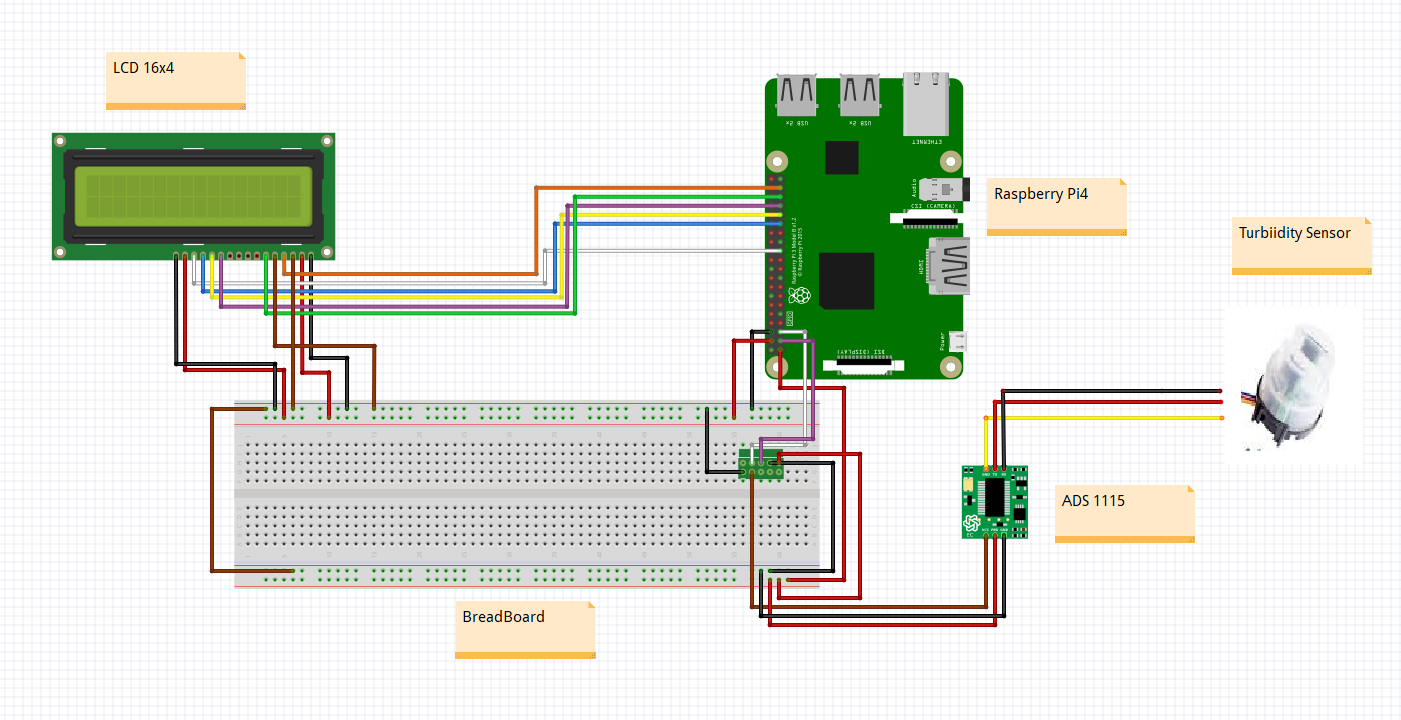 LCD 16x4
USB 2x
USB 2x
ETHERNET
Audio
Raspberry Pi4
CSI (CAMERA)
Turbiidity Sensor
Raspberry Pi 3 Model B v1.2
© Raspberry Pi 2015
HDMI
GPIO
Power
DSI (DISPLAY)
ADS 1115
BreadBoard